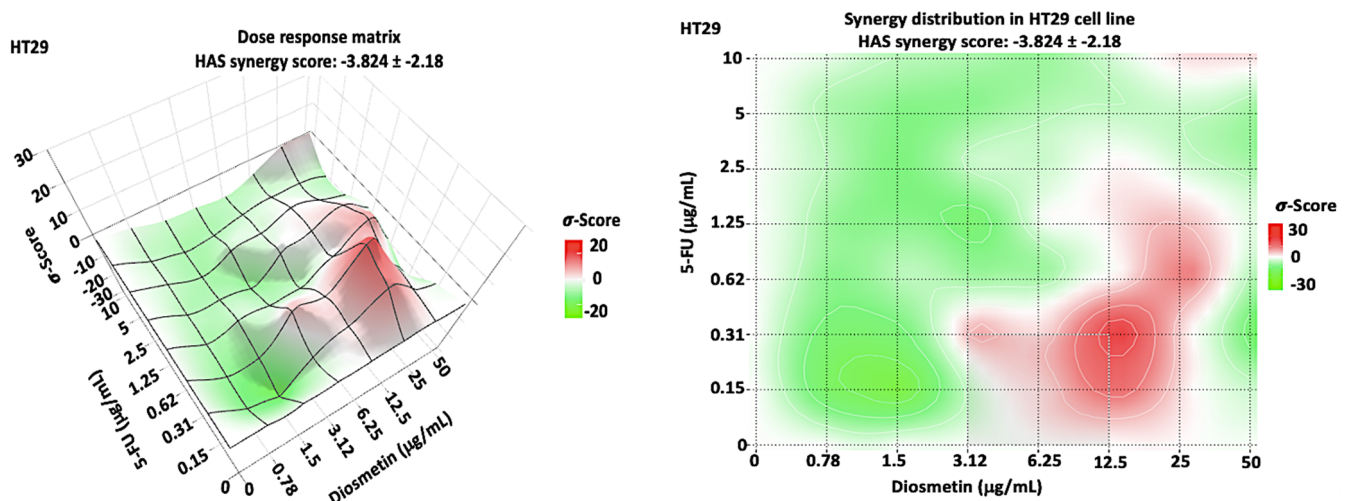 HT29
Dose response matrix
HAS synergy score: -3.824 ± -2.18
30
20
10
0
-10
-20
-30
σ-Score
10
5
2.5
1.25
0.62
0.31
0.15
0
5-FU (µg/mL)
0
0.78
1.5
3.12
6.25
12.5
25
50
Diosmetin (µg/mL)
σ-Score
20
0
-20
HT29
Synergy distribution in HT29 cell line
HAS synergy score: -3.824 ± -2.18
10
5
2.5
1.25
0.62
0.31
0.15
0
5-FU (µg/mL)
0 0.78 1.5 3.12 6.25 12.5 25 50
Diosmetin (µg/mL)
σ-Score
30
0
-30